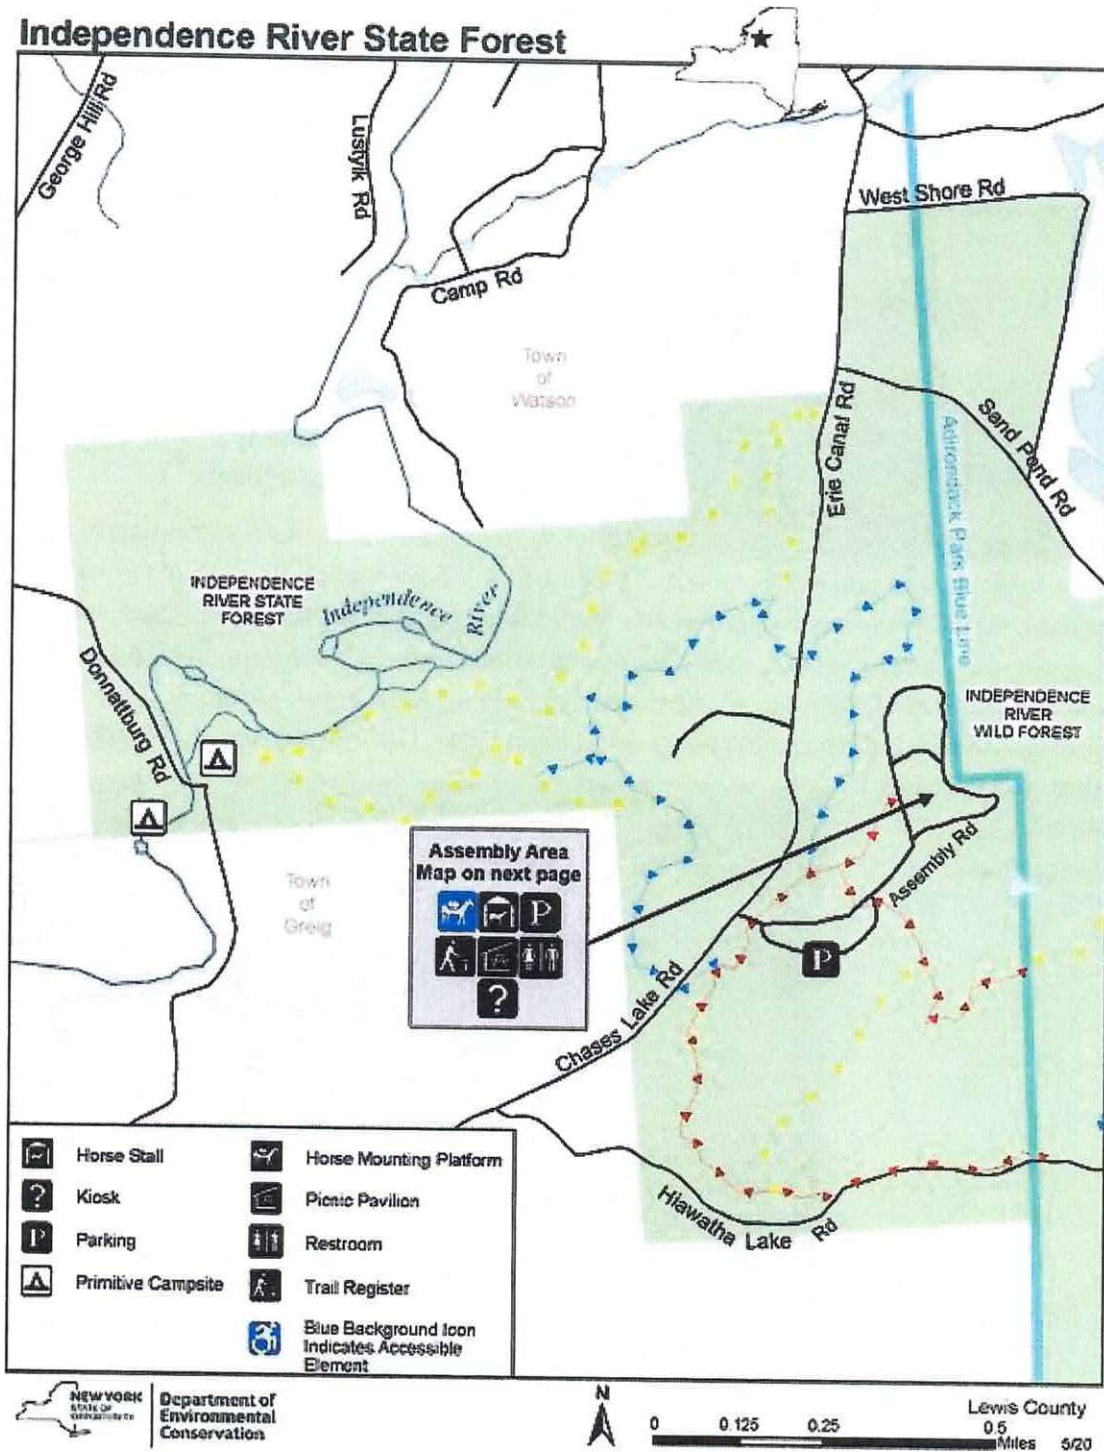 Independence River State Forest
George Hill Rd
Lustyik Rd
Camp Rd
West Shore Rd
Town
of
Watson
Erie Canal Rd
Sand Pond Rd
Adirondack Park Blue Line
INDEPENDENCE
RIVER STATE
FOREST
Independence River
Donnattburg Rd
INDEPENDENCE
RIVER
WILD FOREST
Assembly Area
Map on next page
P
?
Assembly Rd
P
Town
of
Greig
Chases Lake Rd
Hiawatha Lake Rd
Horse Stall
? Kiosk
P Parking
Primitive Campsite
Horse Mounting Platform
Picnic Pavilion
Restroom
Trail Register
Blue Background Icon
Indicates Accessible
Element
NEW YORK
STATE OF
Department of
Environmental
Conservation
N
0 0.125 0.25 0.5
Miles
Lewis County
5/20